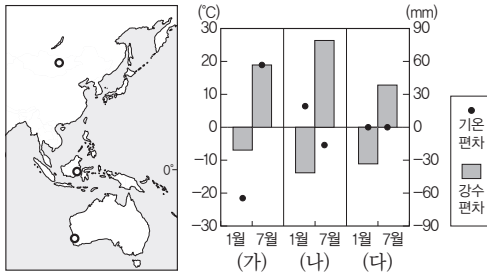 0°
(℃) (mm)
30 90
20 60
10 30
0 0
-10 -30
-20 -60
-30 -90
1월 7월 1월 7월 1월 7월
(가) (나) (다)
기온
편차
강수
편차